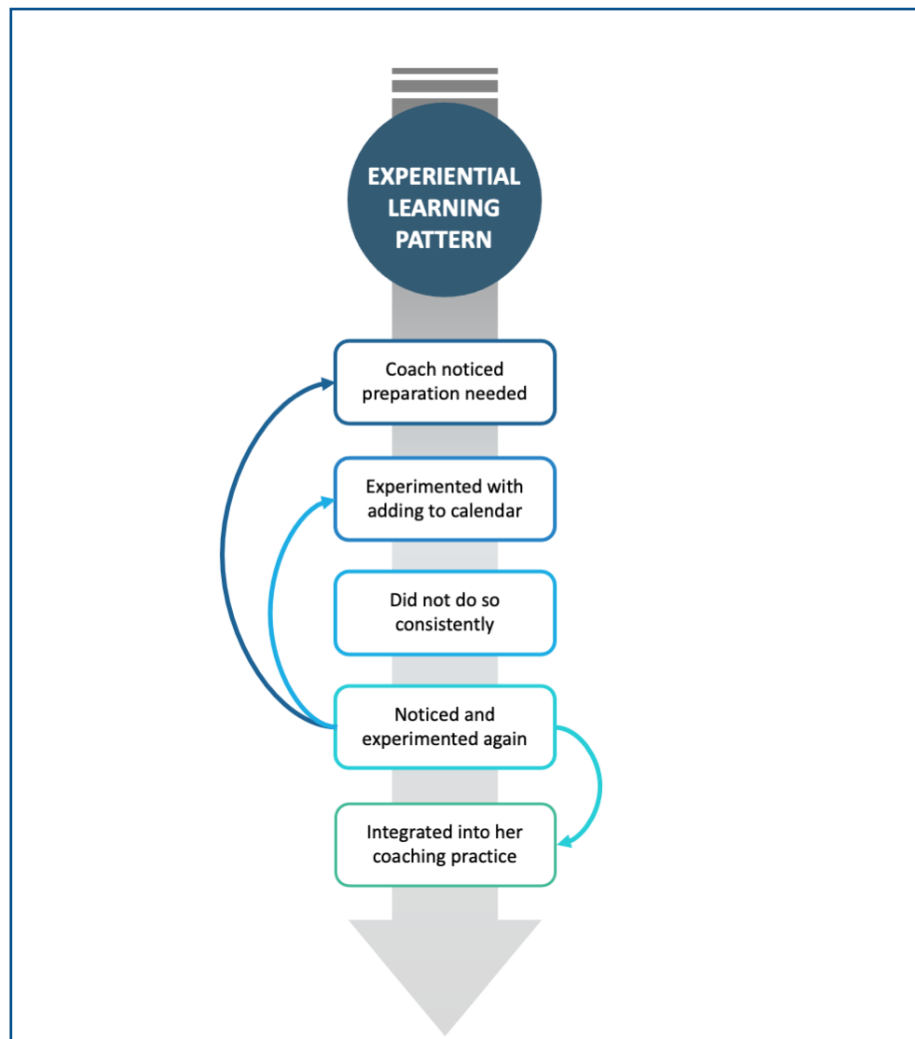 EXPERIENTIAL
LEARNING
PATTERN
Coach noticed
preparation needed
Experimented with
adding to calendar
Did not do so
consistently
Noticed and
experimented again
Integrated into her
coaching practice